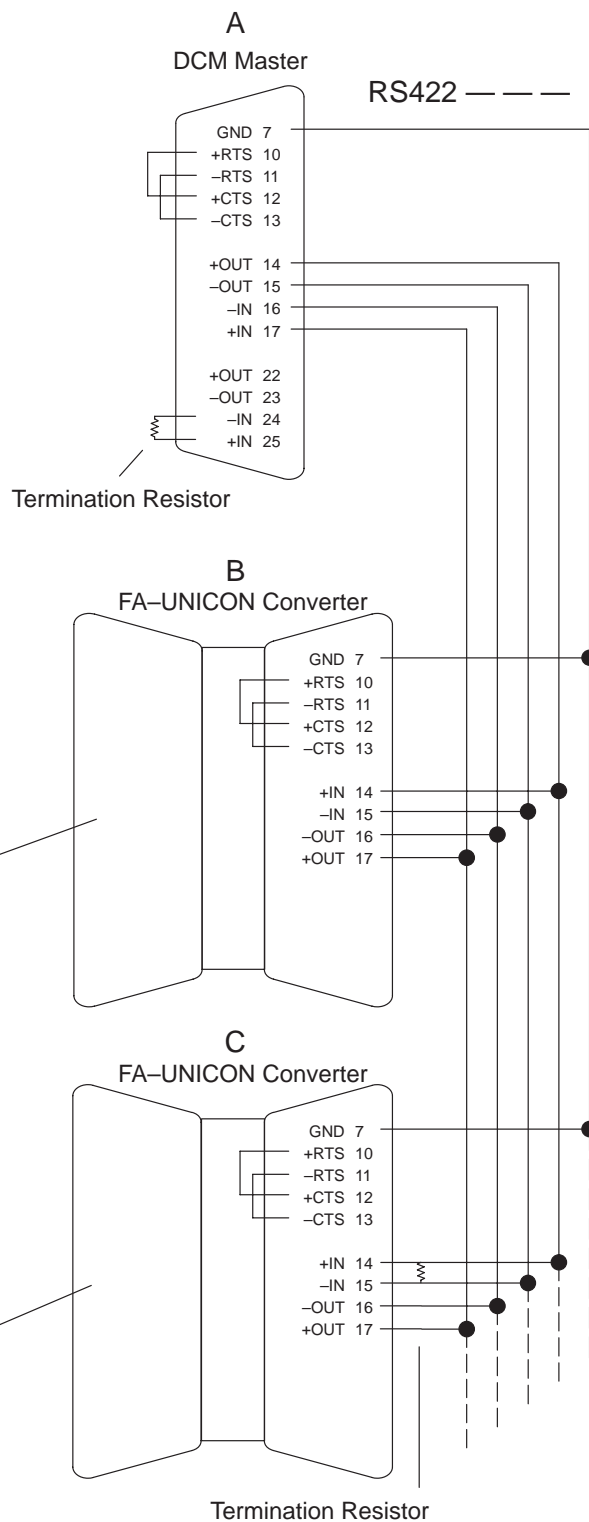 A
DCM Master
RS422 — — —
GND 7
+RTS 10
–RTS 11
+CTS 12
–CTS 13
+OUT 14
–OUT 15
–IN 16
+IN 17
+OUT 22
–OUT 23
–IN 24
+IN 25
Termination Resistor
B
FA–UNICON Converter
GND 7
+RTS 10
–RTS 11
+CTS 12
–CTS 13
+IN 14
–IN 15
–OUT 16
+OUT 17
C
FA–UNICON Converter
GND 7
+RTS 10
–RTS 11
+CTS 12
–CTS 13
+IN 14
–IN 15
–OUT 16
+OUT 17
Termination Resistor